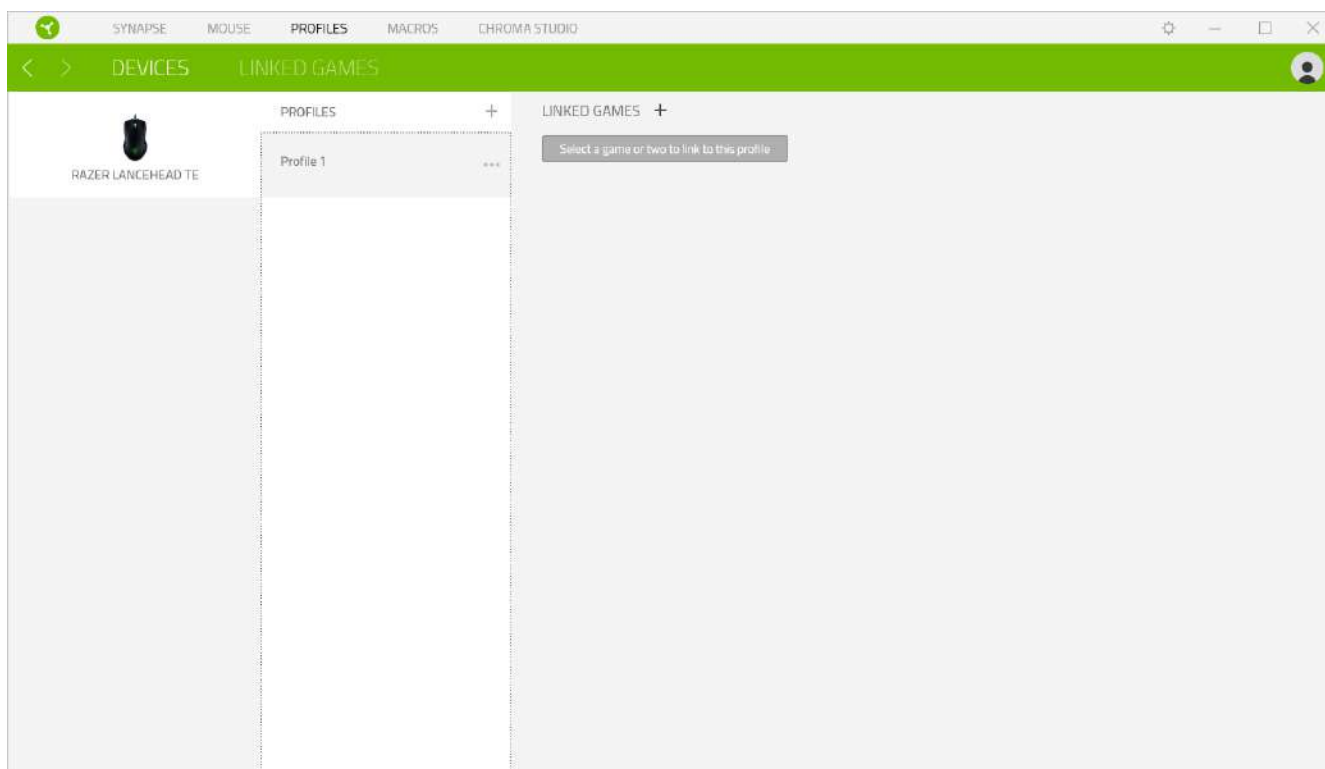 SYNAPSE MOUSE PROFILES MACROS CHROMA STUDIO
DEVICES LINKED GAMES
PROFILES + LINKED GAMES +
Select a game or two to link to this profile
Profile 1
RAZER LANCEHEAD TE